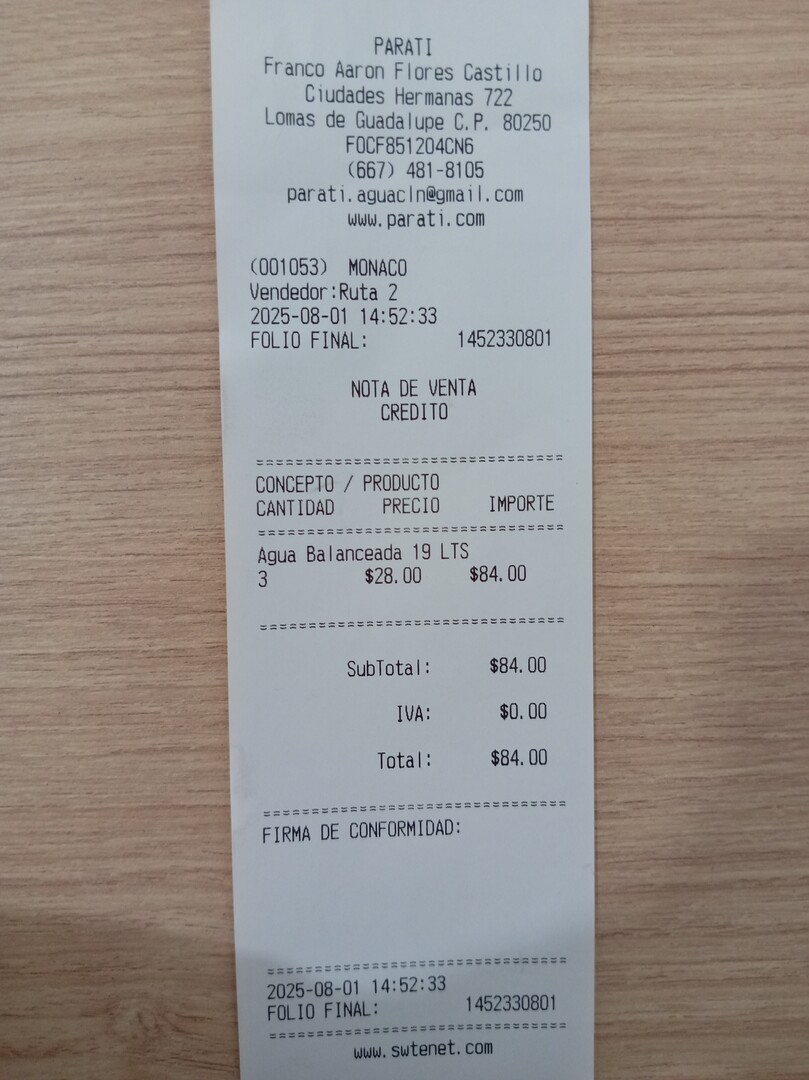 PARATI
Franco Aaron Flores Castillo
Ciudades Hermanas 722
Lomas de Guadalupe C.P. 80250
FOCF851204CN6
(667) 481-8105
parati.aguacln@gmail.com
www.parati.com
(001053) MONACO
Vendedor:Ruta 2
2025-08-01 14:52:33
FOLIO FINAL: 1452330801
NOTA DE VENTA
CREDITO
================================
CONCEPTO / PRODUCTO
CANTIDAD PRECIO IMPORTE
================================
Agua Balanceada 19 LTS
3 $28.00 $84.00
================================
SubTotal: $84.00
IVA: $0.00
Total: $84.00
================================
FIRMA DE CONFORMIDAD:
================================
2025-08-01 14:52:33
FOLIO FINAL: 1452330801
================================
www.swtenet.com